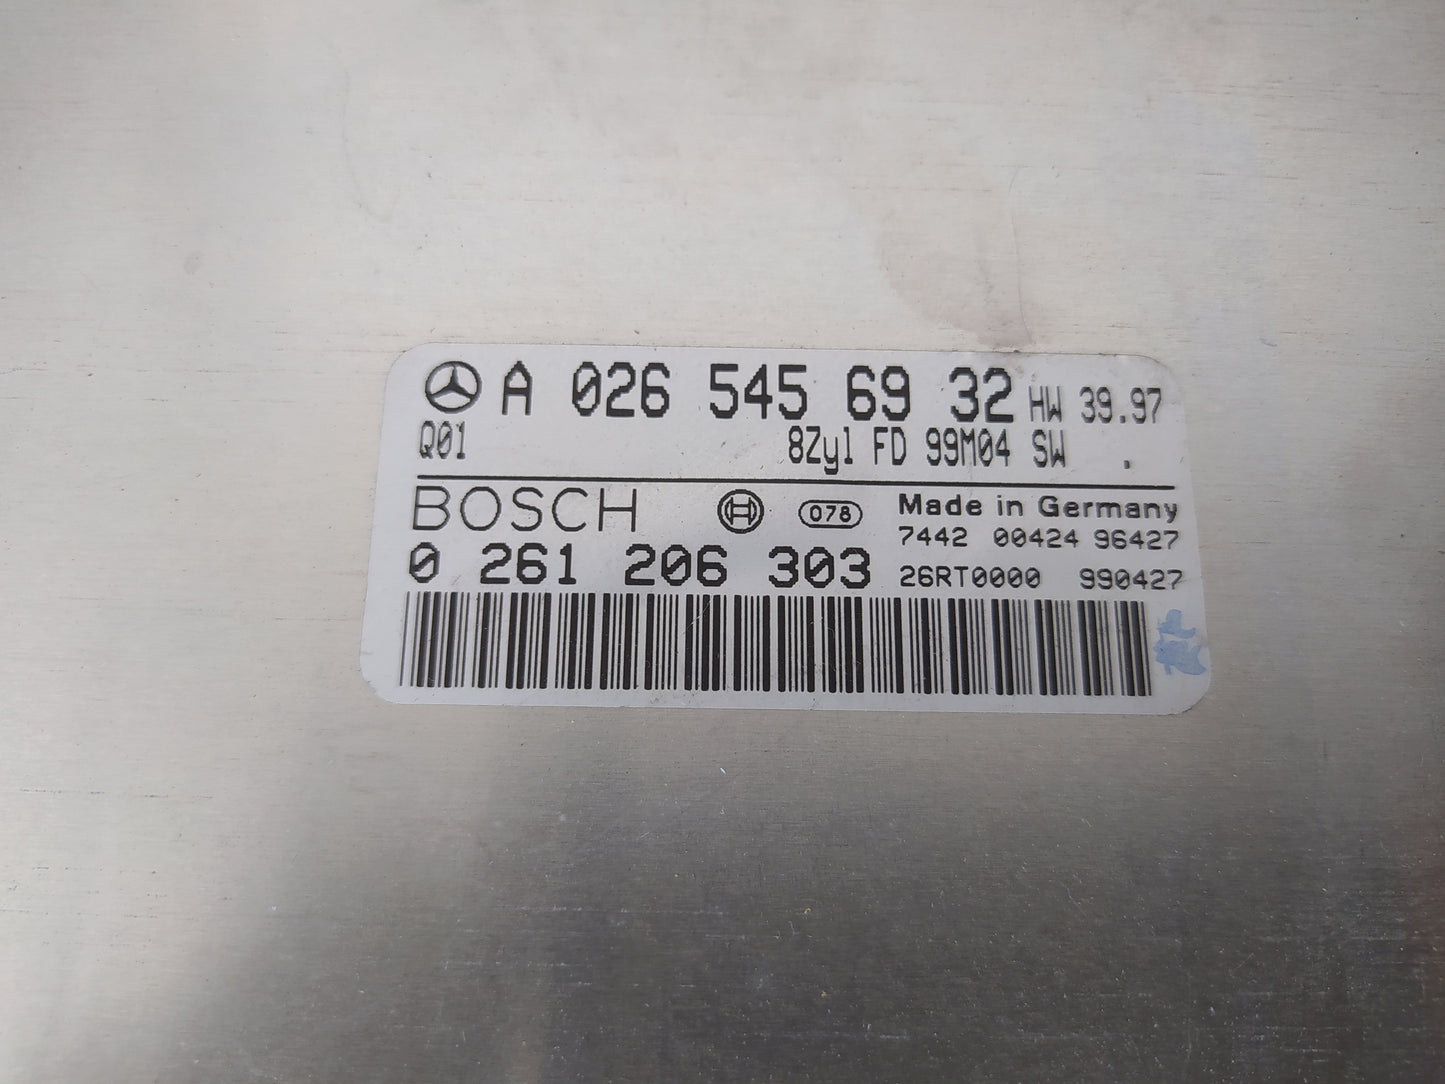 A 026 545 69 32 HW 39.97
Q01 8Zyl FD 99M04 SW .
BOSCH 078 Made in Germany
7442 00424 96427
0 261 206 303 26RT0000 990427